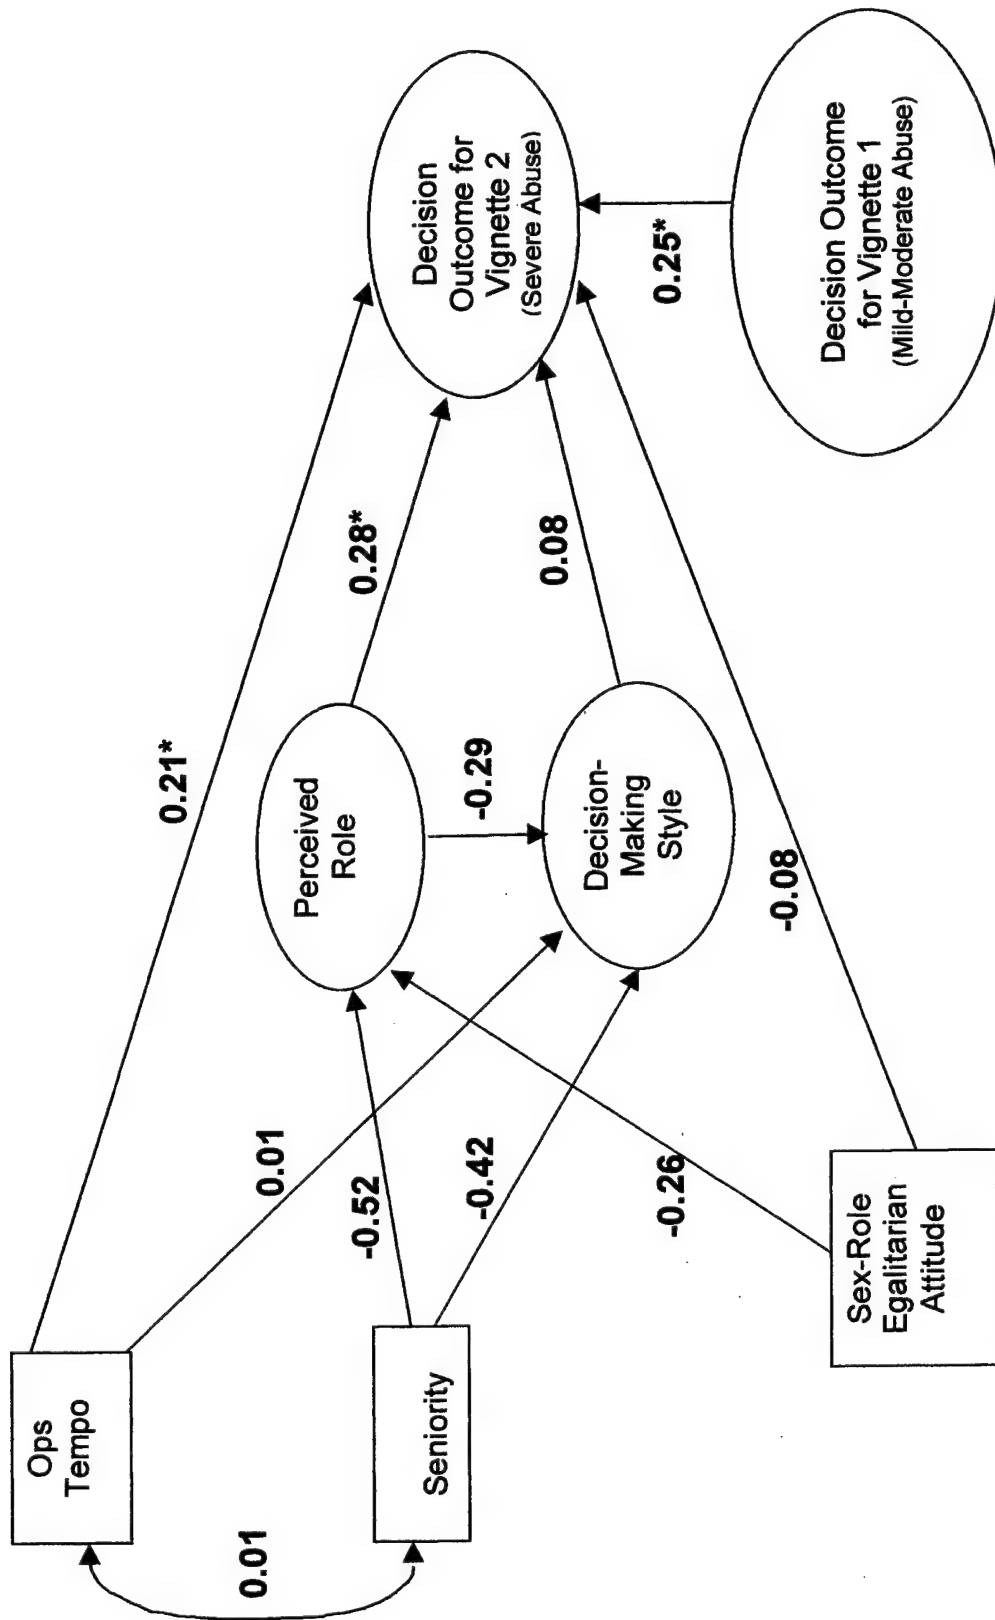 Ops
Tempo
0.01
Seniority
Sex-Role
Egalitarian
Attitude
0.21*
0.01
-0.52
-0.42
-0.26
Perceived
Role
-0.29
Decision-
Making
Style
-0.08
0.28*
0.08
Decision
Outcome for
Vignette 2
(Severe Abuse)
0.25*
Decision Outcome
for Vignette 1
(Mild-Moderate Abuse)